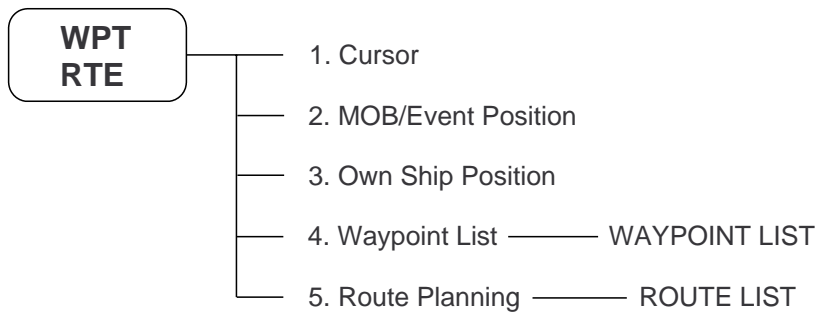 WPT
RTE
1. Cursor
2. MOB/Event Position
3. Own Ship Position
4. Waypoint List WAYPOINT LIST
5. Route Planning ROUTE LIST